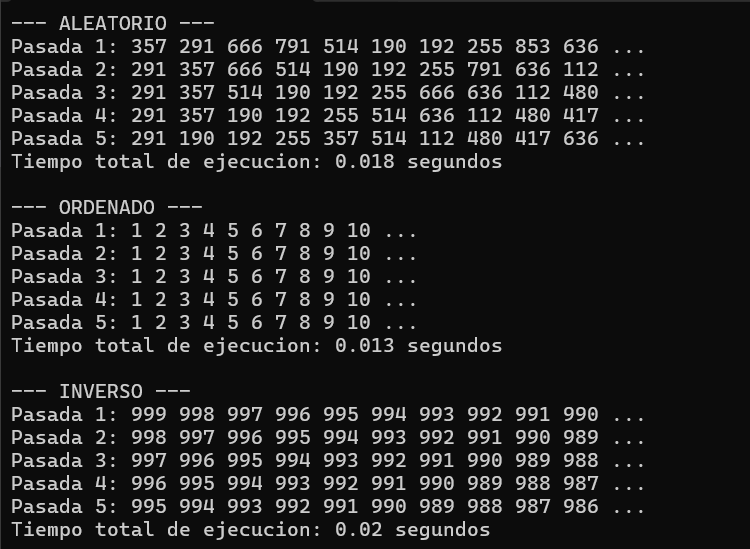 --- ALEATORIO ---
Pasada 1: 357 291 666 791 514 190 192 255 853 636 ...
Pasada 2: 291 357 666 514 190 192 255 791 636 112 ...
Pasada 3: 291 357 514 190 192 255 666 636 112 480 ...
Pasada 4: 291 357 190 192 255 514 636 112 480 417 ...
Pasada 5: 291 190 192 255 357 514 112 480 417 636 ...
Tiempo total de ejecucion: 0.018 segundos
--- ORDENADO ---
Pasada 1: 1 2 3 4 5 6 7 8 9 10 ...
Pasada 2: 1 2 3 4 5 6 7 8 9 10 ...
Pasada 3: 1 2 3 4 5 6 7 8 9 10 ...
Pasada 4: 1 2 3 4 5 6 7 8 9 10 ...
Pasada 5: 1 2 3 4 5 6 7 8 9 10 ...
Tiempo total de ejecucion: 0.013 segundos
--- INVERSO ---
Pasada 1: 999 998 997 996 995 994 993 992 991 990 ...
Pasada 2: 998 997 996 995 994 993 992 991 990 989 ...
Pasada 3: 997 996 995 994 993 992 991 990 989 988 ...
Pasada 4: 996 995 994 993 992 991 990 989 988 987 ...
Pasada 5: 995 994 993 992 991 990 989 988 987 986 ...
Tiempo total de ejecucion: 0.02 segundos